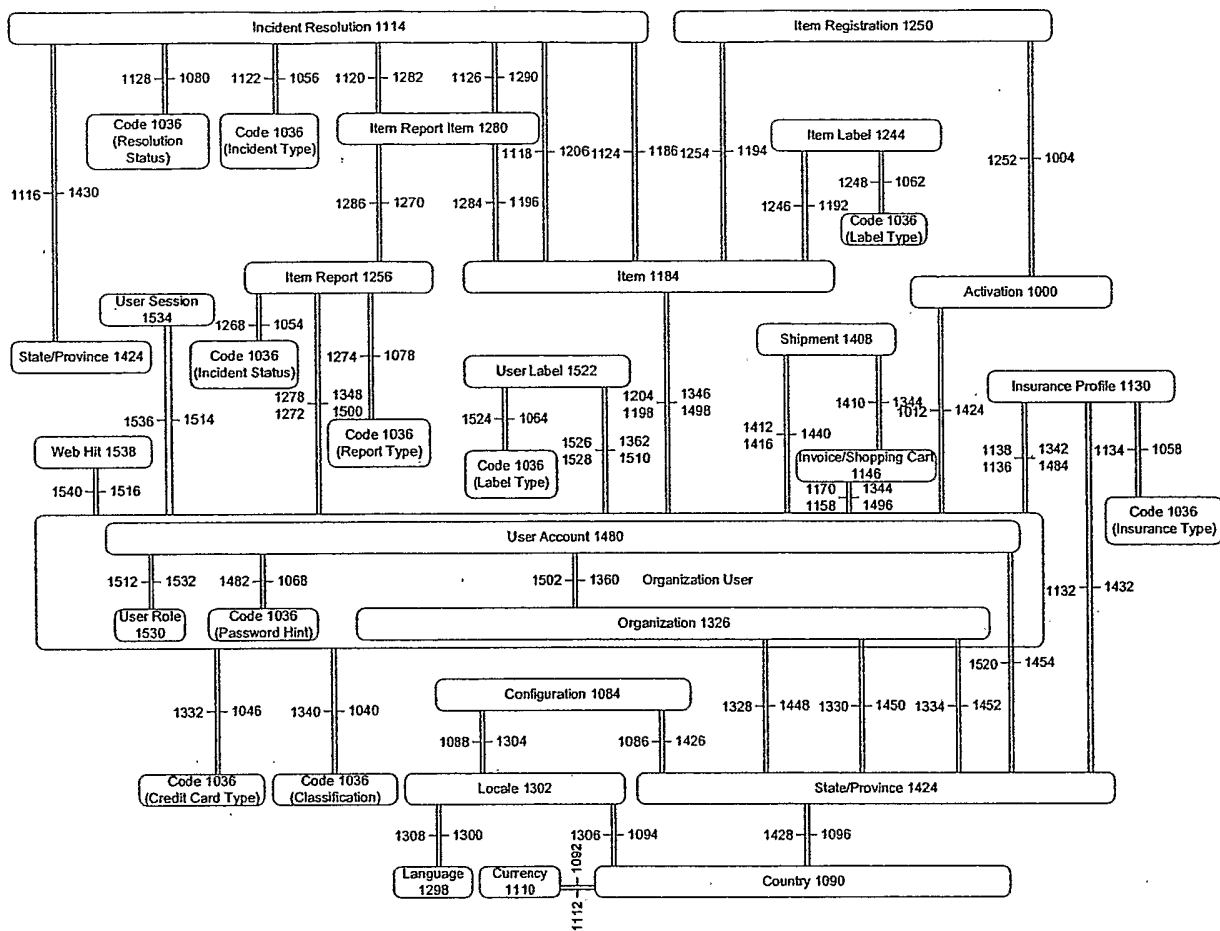 Incident Resolution 1114
Item Registration 1250
1128 1080
1122 1056
1120 1282
1126 1290
Code 1036
(Resolution
Status)
Code 1036
(Incident Type)
Item Report Item 1280
Item Label 1244
1118 1206
1124 1186
1254 1194
1252 1004
1116 1430
1286 1270
1284 1196
1248 1062
1246 1192
Code 1036
(Label Type)
Item Report 1256
Item 1184
Activation 1000
User Session
1534
1268 1054
State/Province 1424
Code 1036
(Incident Status)
1274 1078
Shipment 1408
User Label 1522
Insurance Profile 1130
1278 1348
1272 1500
1204 1346
1198 1498
1410 1344
1012 1424
1536 1514
1524 1064
1412
1416
1440
Web Hit 1538
Code 1036
(Report Type)
1526 1362
1528 1510
1138 1342
1136 1484
1134 1058
Code 1036
(Label Type)
Invoice/Shopping Cart
1146
1540 1516
1170 1344
1158 1496
Code 1036
(Insurance Type)
User Account 1480
1512 1532
1482 1068
1502 1360
Organization User
1132 1432
User Role
1530
Code 1036
(Password Hint)
Organization 1326
1520 1454
Configuration 1084
1332 1046
1340 1040
1328 1448
1330 1450
1334 1452
1088 1304
1086 1426
Code 1036
(Credit Card Type)
Code 1036
(Classification)
Locale 1302
State/Province 1424
1308 1300
1306 1094
1428 1096
1092
Language
1298
Currency
1110
Country 1090
1112